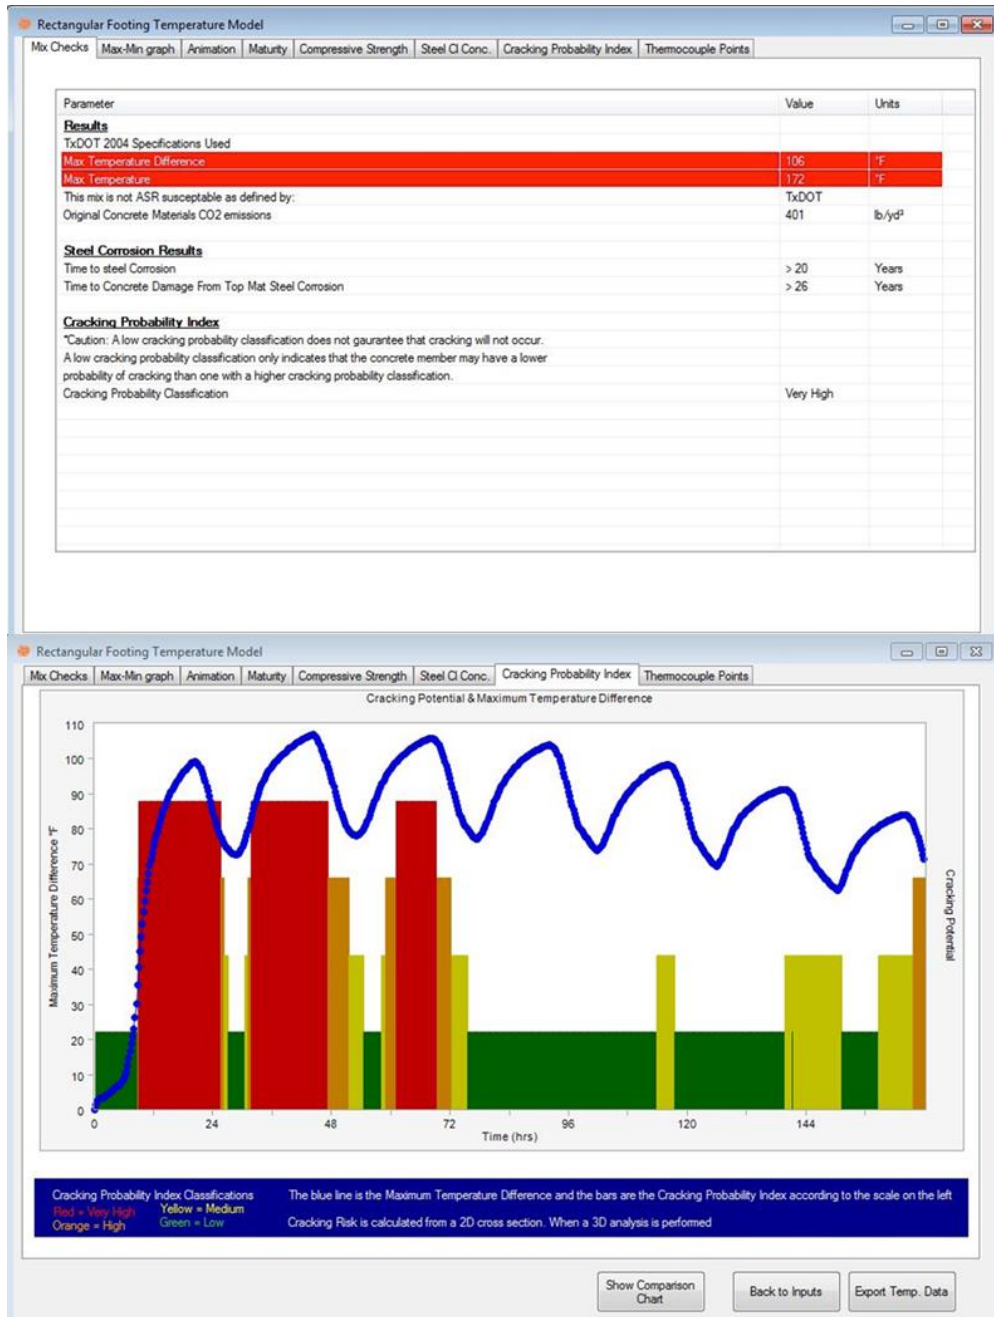 Rectangular Footing Temperature Model
Mix Checks Max-Min graph Animation Maturity Compressive Strength Steel Cl Conc. Cracking Probability Index Thermocouple Points
Parameter Value Units
Results
TxDOT 2004 Specifications Used
Max Temperature Difference 106 °F
Max Temperature 172 °F
This mix is not ASR susceptable as defined by: TxDOT
Original Concrete Materials CO2 emissions 401 lb/yd³
Steel Corrosion Results
Time to steel Corrosion > 20 Years
Time to Concrete Damage From Top Mat Steel Corrosion > 26 Years
Cracking Probability Index
*Caution: A low cracking probability classification does not gaurantee that cracking will not occur.
A low cracking probability classification only indicates that the concrete member may have a lower
probability of cracking than one with a higher cracking probability classfication.
Cracking Probability Classification Very High
Rectangular Footing Temperature Model
Mix Checks Max-Min graph Animation Maturity Compressive Strength Steel Cl Conc. Cracking Probability Index Thermocouple Points
Cracking Potential & Maximum Temperature Difference
Maximum Temperature Difference °F
110
100
90
80
70
60
50
40
30
20
10
0
0 24 48 72 96 120 144
Time (hrs)
Cracking Potential
Cracking Probability Index Classifications
Red = Very High Yellow = Medium
Orange = High Green = Low
The blue line is the Maximum Temperature Difference and the bars are the Cracking Probability Index according to the scale on the left
Cracking Risk is calculated from a 2D cross section. When a 3D analysis is performed
Show Comparison
Chart
Back to Inputs
Export Temp. Data